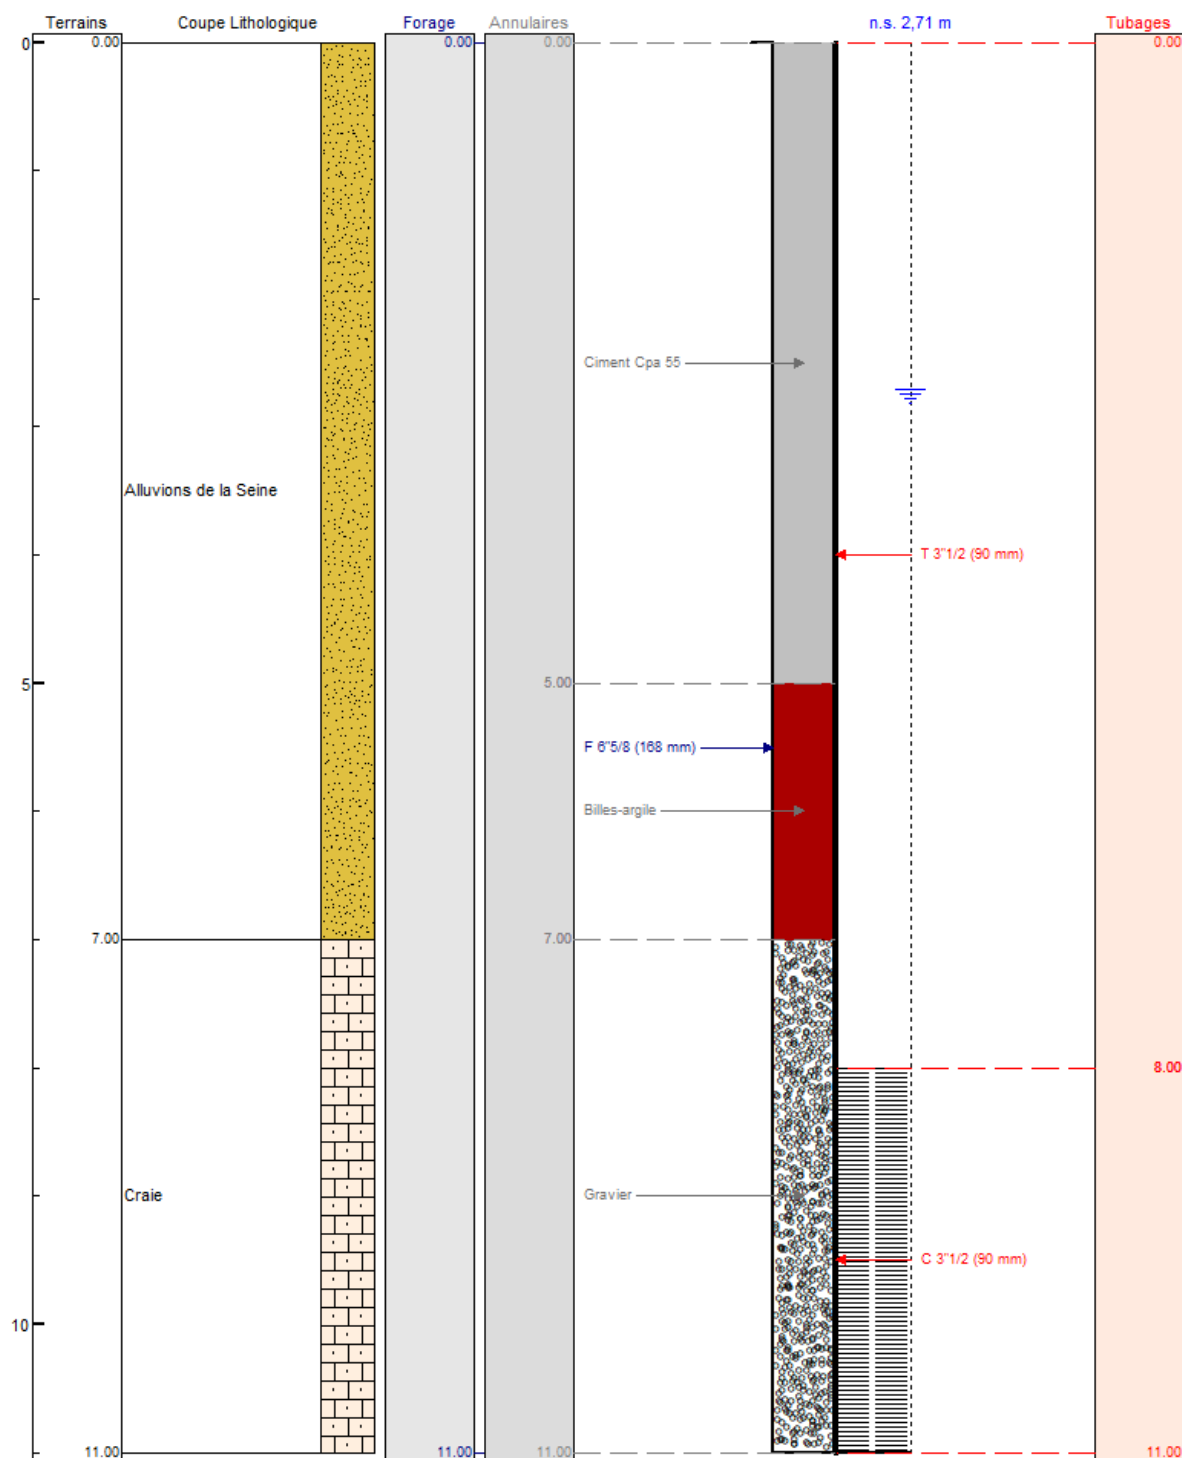 Terrains Coupe Lithologique Forage Annulaires n.s. 2,71 m Tubages
0 0.00 0.00 0.00 0.00
Ciment Cpa 55
Alluvions de la Seine
T 3"1/2 (90 mm)
5 5.00
F 6"5/8 (168 mm)
Billes-argile
7.00 7.00
8.00
Craie Gravier
C 3"1/2 (90 mm)
10
11.00 11.00 11.00 11.00